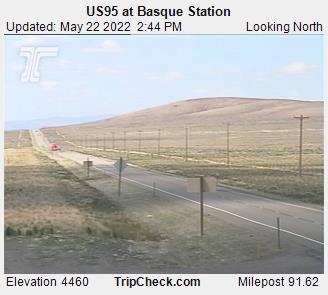 US95 at Basque Station
Updated: May 22 2022 2:44 PM Looking North
Elevation 4460 TripCheck.com Milepost 91.62